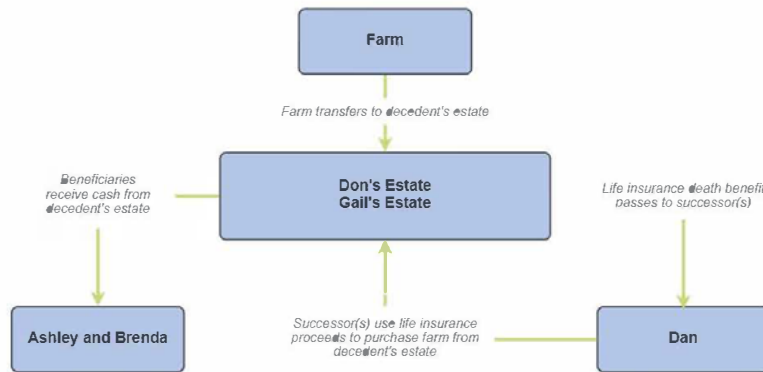 Farm
Farm transfers to decedent's estate
Beneficiaries
receive cash from
decedent's estate
Don's Estate
Gail's Estate
Life insurance death benefit
passes to successor(s)
Ashley and Brenda
Successor(s) use life insurance
proceeds to purchase farm from
decedent's estate
Dan